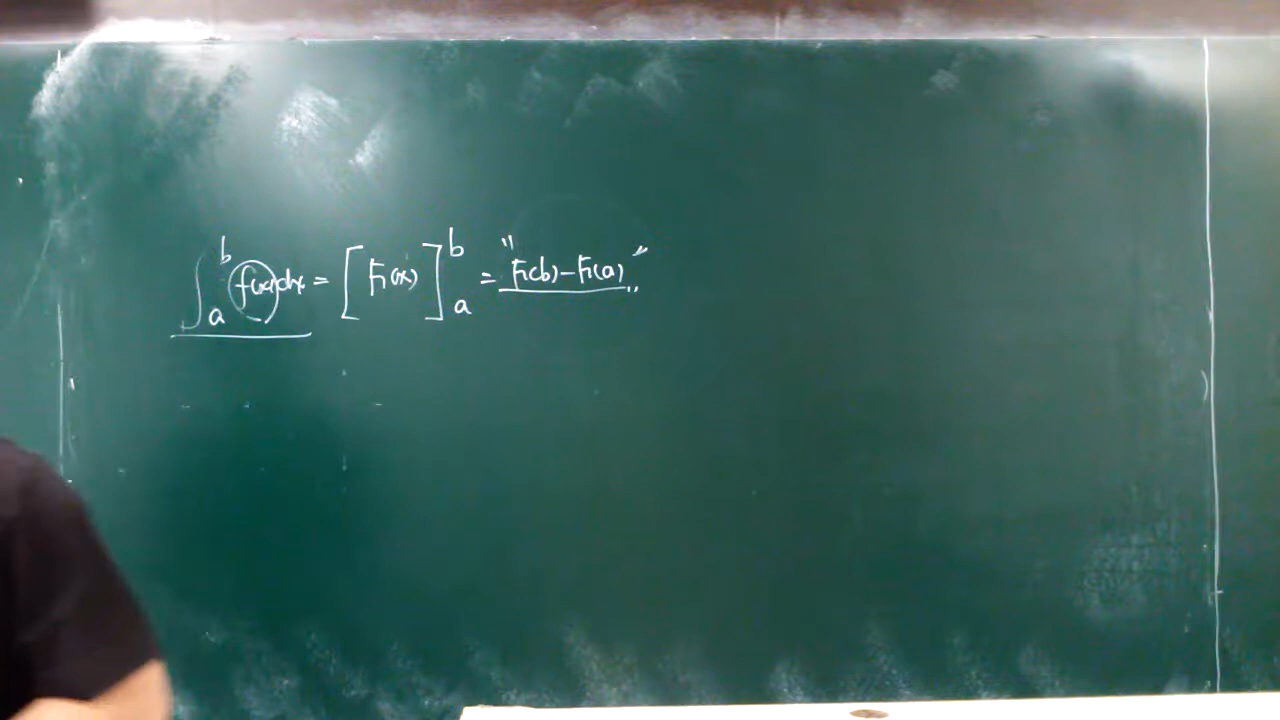 ∫_a^b f(x)dx = [F(x)]_a^b = "F(b)-F(a)"